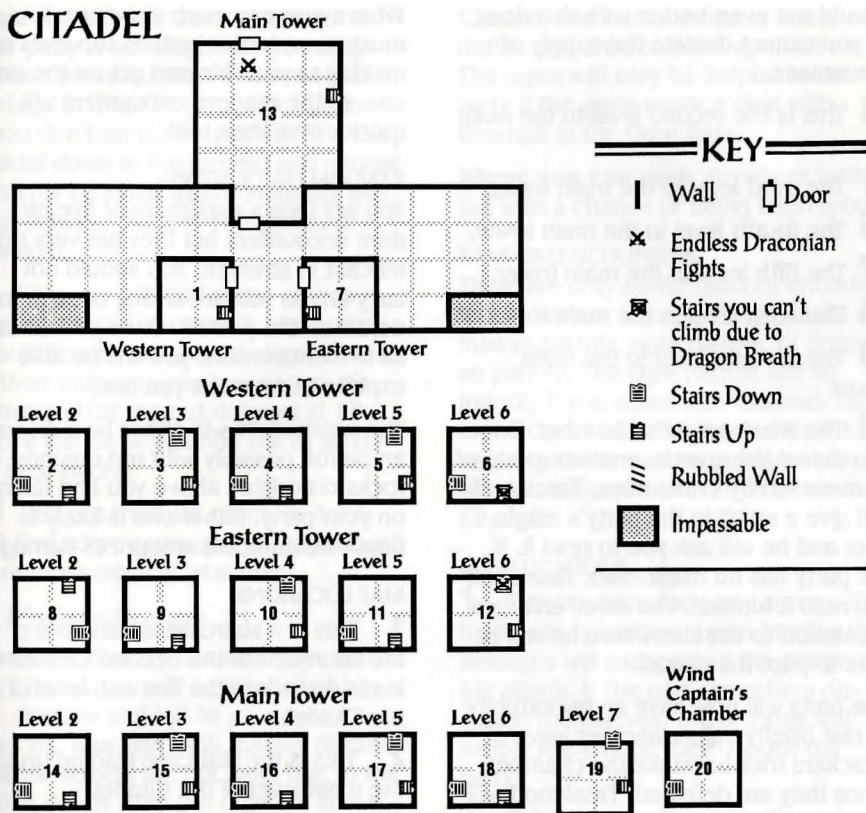 CITADEL
Main Tower
13
7
Western Tower Eastern Tower
KEY
Wall Door
Endless Draconian
Fights
Stairs you can't
climb due to
Dragon Breath
Stairs Down
Stairs Up
Rubbled Wall
Impassable
Western Tower
Level 2 Level 3 Level 4 Level 5 Level 6
2 3 4 5 6
Eastern Tower
Level 2 Level 3 Level 4 Level 5 Level 6
8 9 10 11 12
Main Tower
Level 2 Level 3 Level 4 Level 5 Level 6 Level 7 Wind
Captain's
Chamber
14 15 16 17 18 19 20